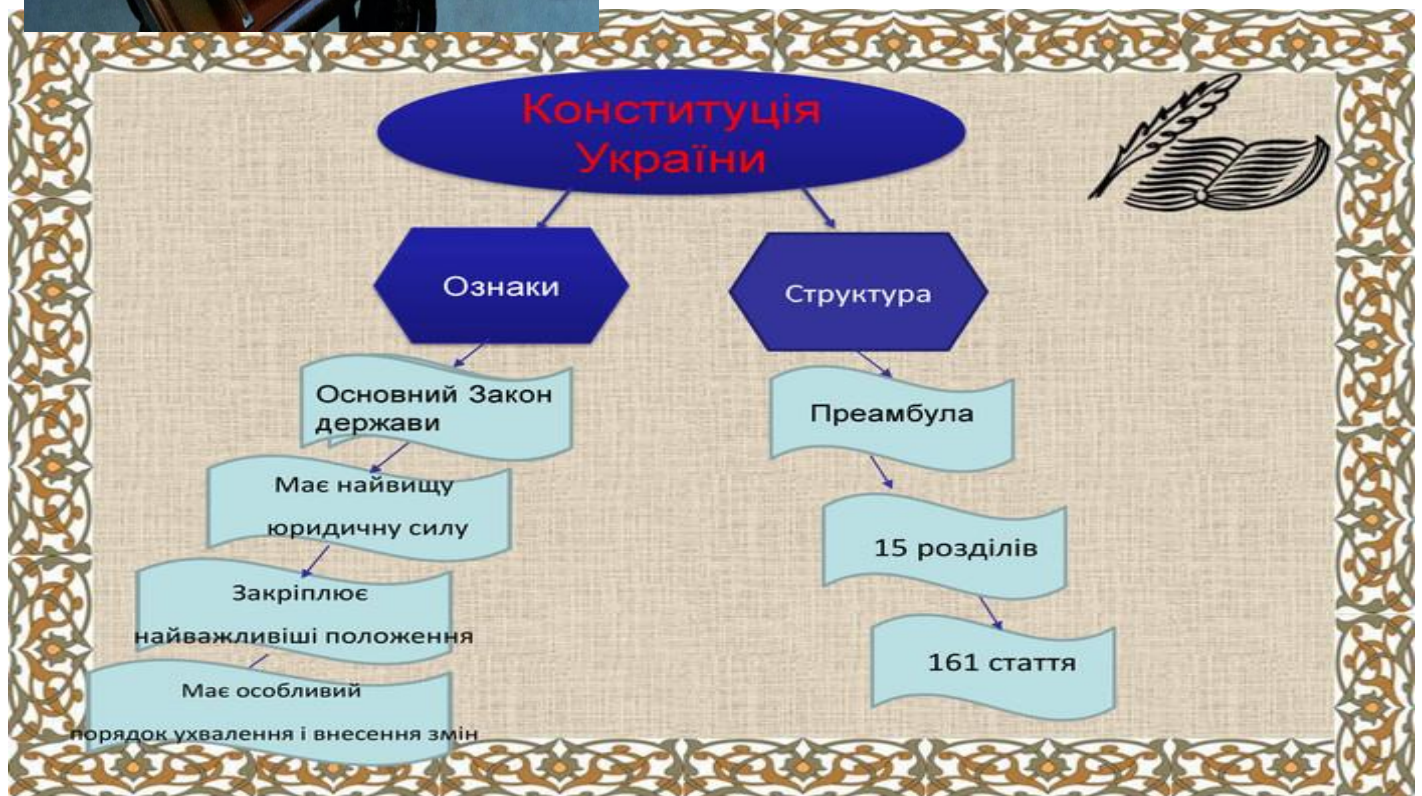 Конституція
України
Ознаки
Основний Закон
держави
Має найвищу
юридичну силу
Закріплює
найважливіші положення
Має особливий
порядок ухвалення і внесення змін
Структура
Преамбула
15 розділів
161 стаття